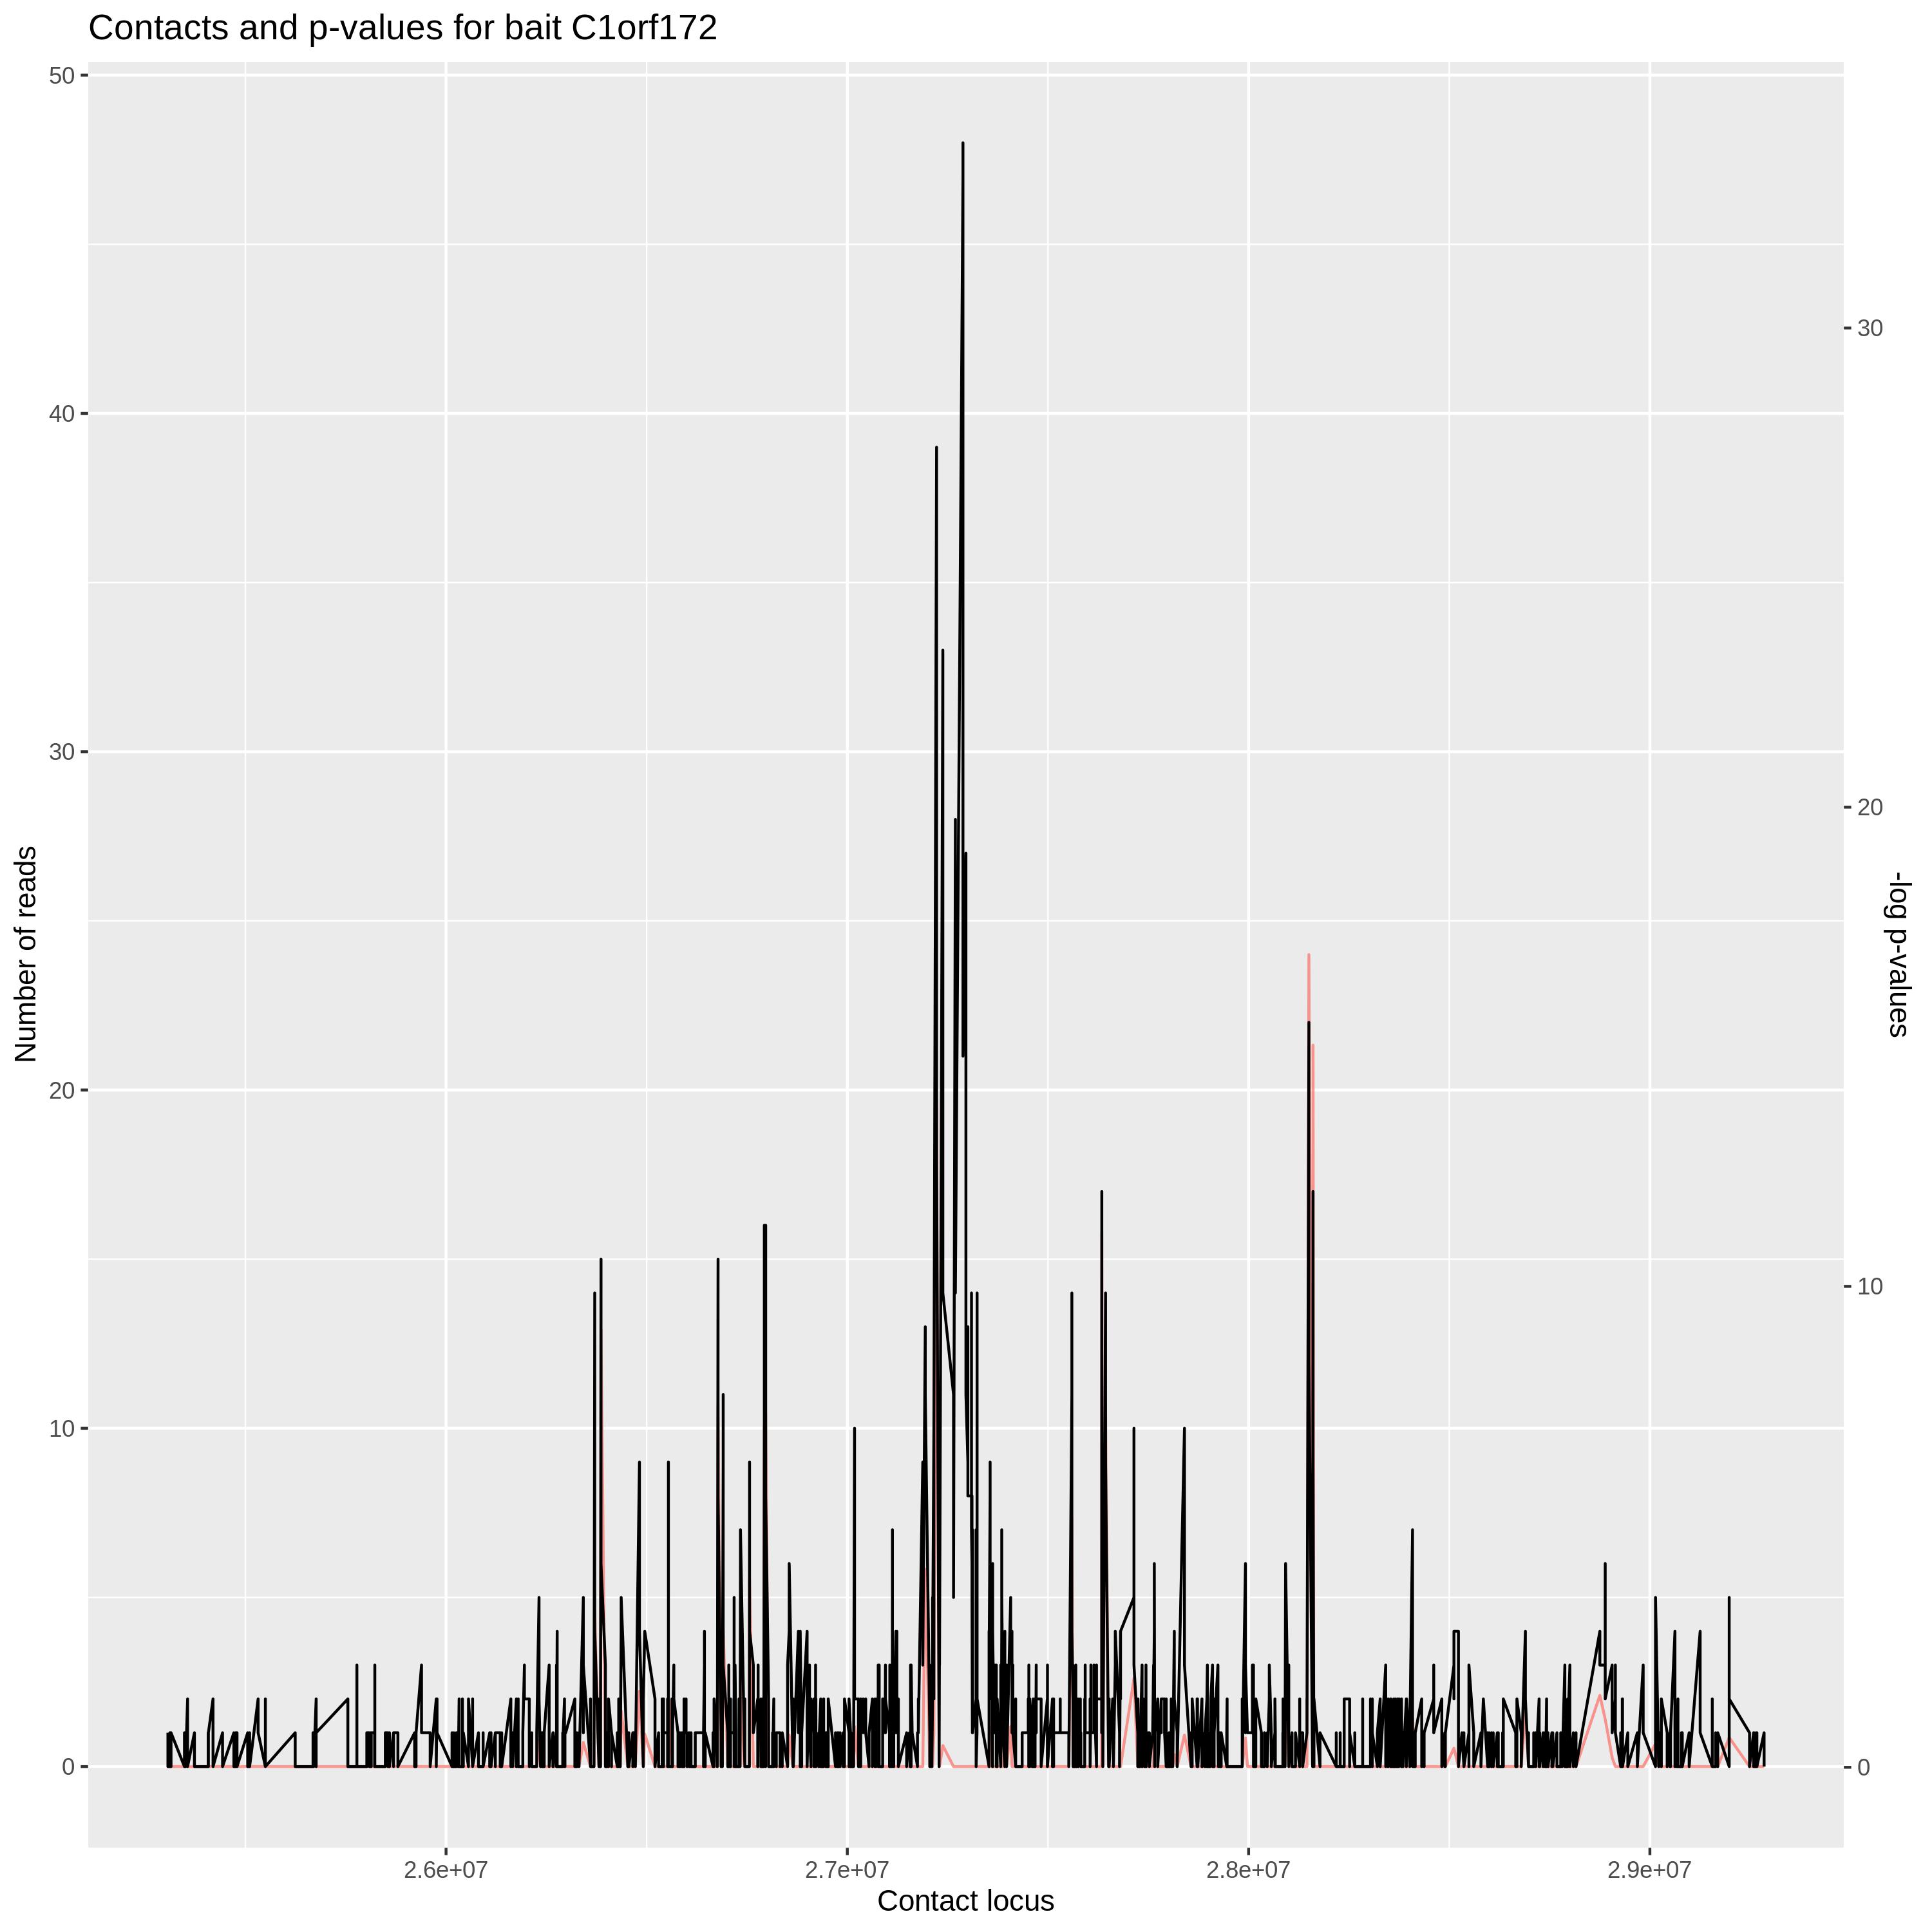 Contacts and p-values for bait C1orf172
50
40
30
20
10
0
Number of reads
30
20
10
0
-log p-values
2.6e+07
2.7e+07
2.8e+07
2.9e+07
Contact locus